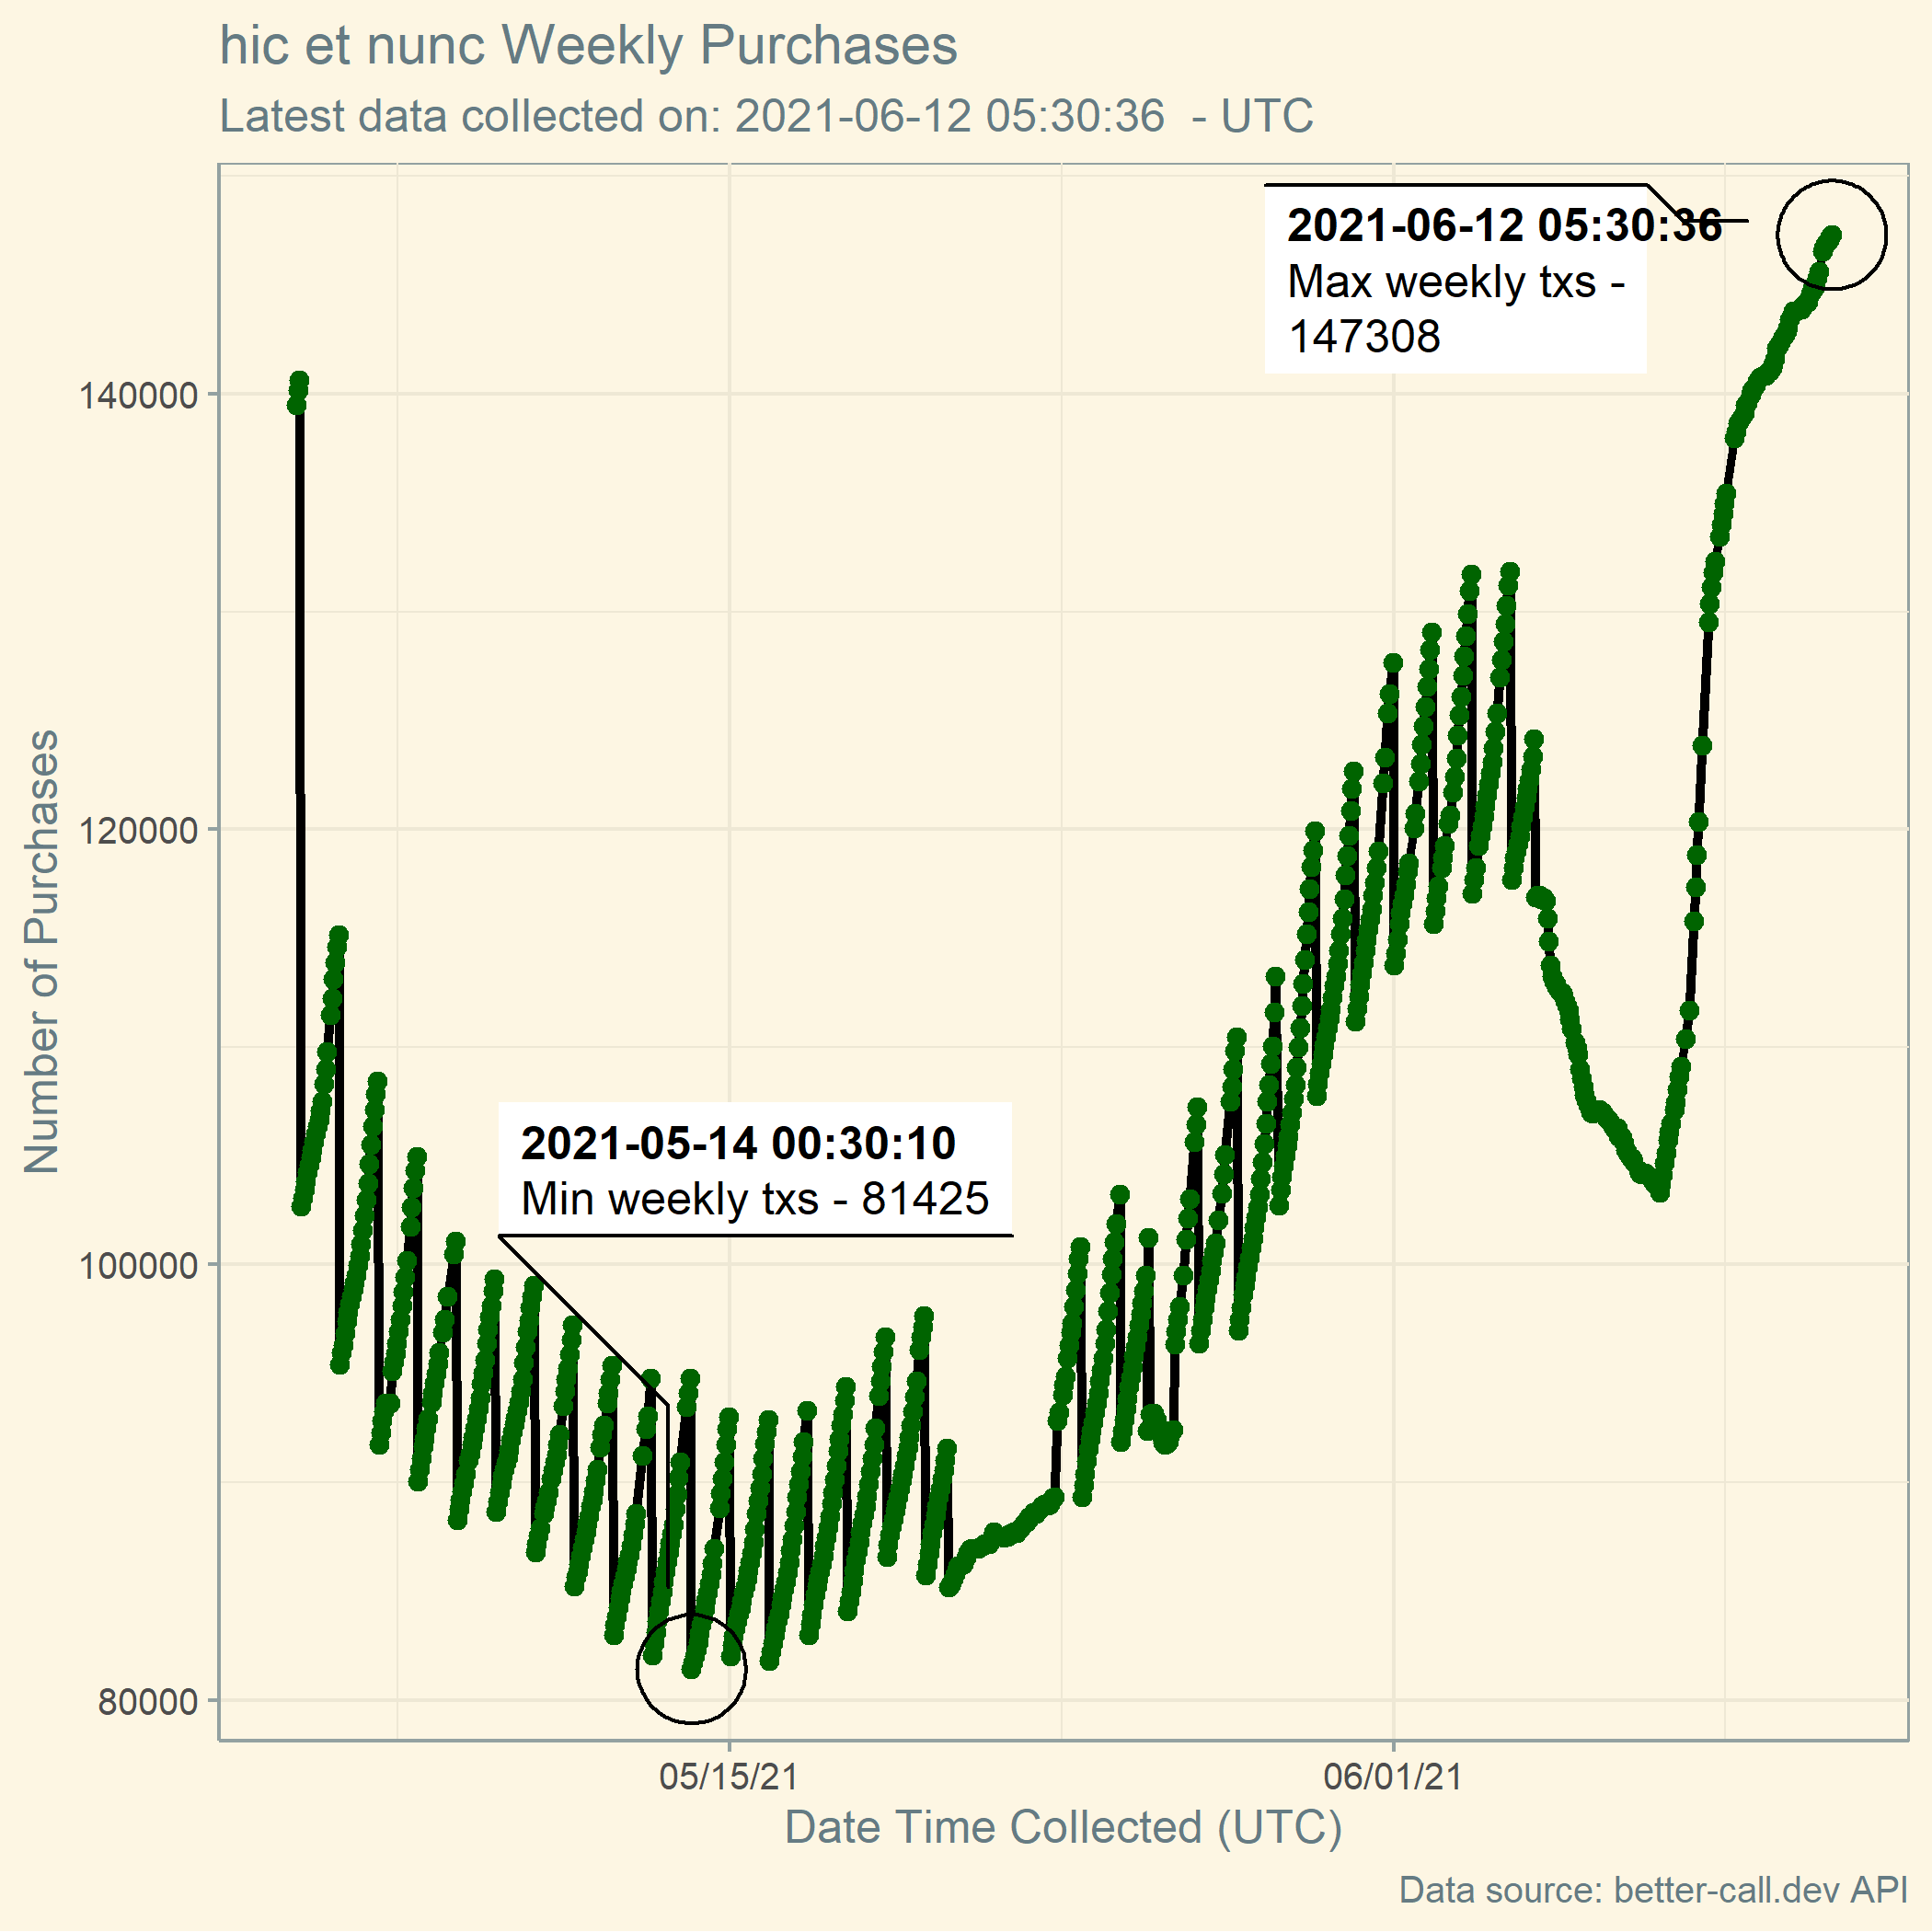 hic et nunc Weekly Purchases
Latest data collected on: 2021-06-12 05:30:36 - UTC
2021-06-12 05:30:36
Max weekly txs -
147308
140000
120000
100000
80000
Number of Purchases
2021-05-14 00:30:10
Min weekly txs - 81425
05/15/21
06/01/21
Date Time Collected (UTC)
Data source: better-call.dev API